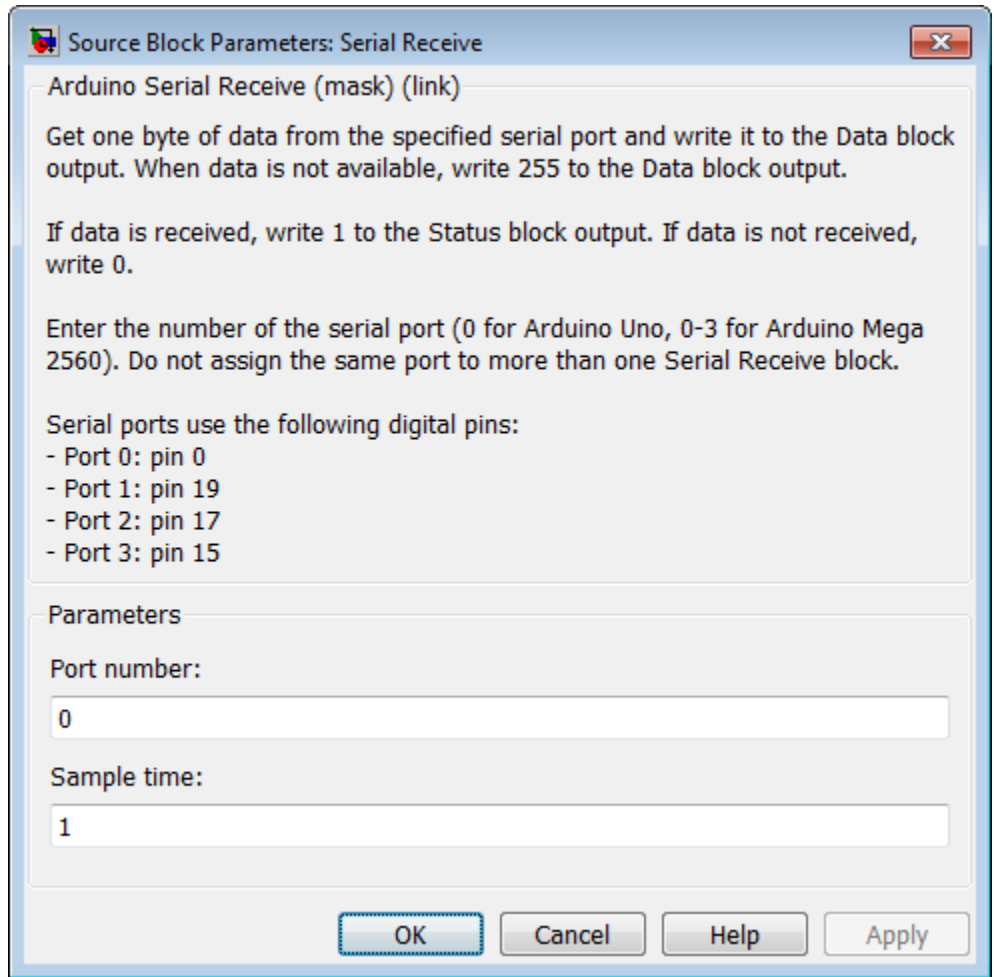 Source Block Parameters: Serial Receive
Arduino Serial Receive (mask) (link)
Get one byte of data from the specified serial port and write it to the Data block
output. When data is not available, write 255 to the Data block output.
If data is received, write 1 to the Status block output. If data is not received,
write 0.
Enter the number of the serial port (0 for Arduino Uno, 0-3 for Arduino Mega
2560). Do not assign the same port to more than one Serial Receive block.
Serial ports use the following digital pins:
- Port 0: pin 0
- Port 1: pin 19
- Port 2: pin 17
- Port 3: pin 15
Parameters
Port number:
0
Sample time:
1
OK Cancel Help Apply